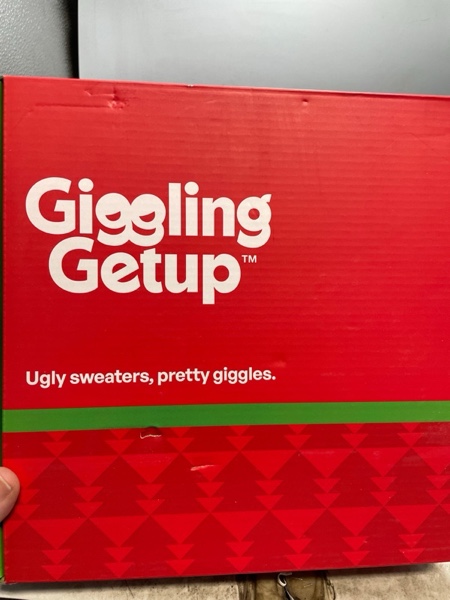 Giggling
Getup™
Ugly sweaters, pretty giggles.